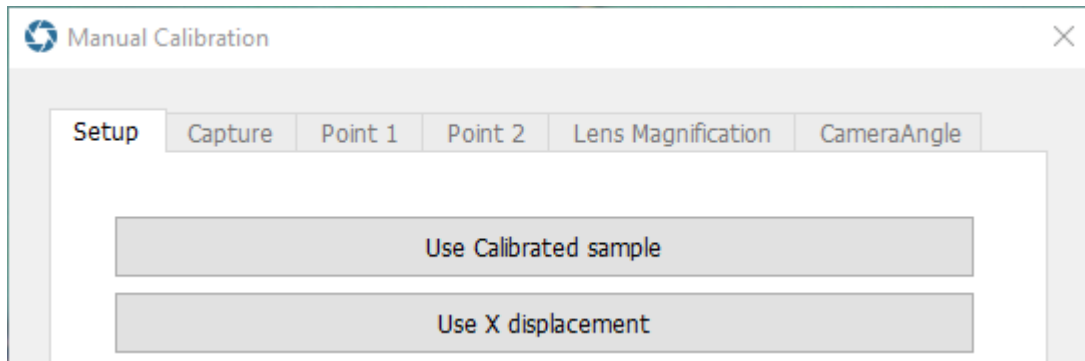 Manual Calibration
Setup Capture Point 1 Point 2 Lens Magnification CameraAngle
Use Calibrated sample
Use X displacement